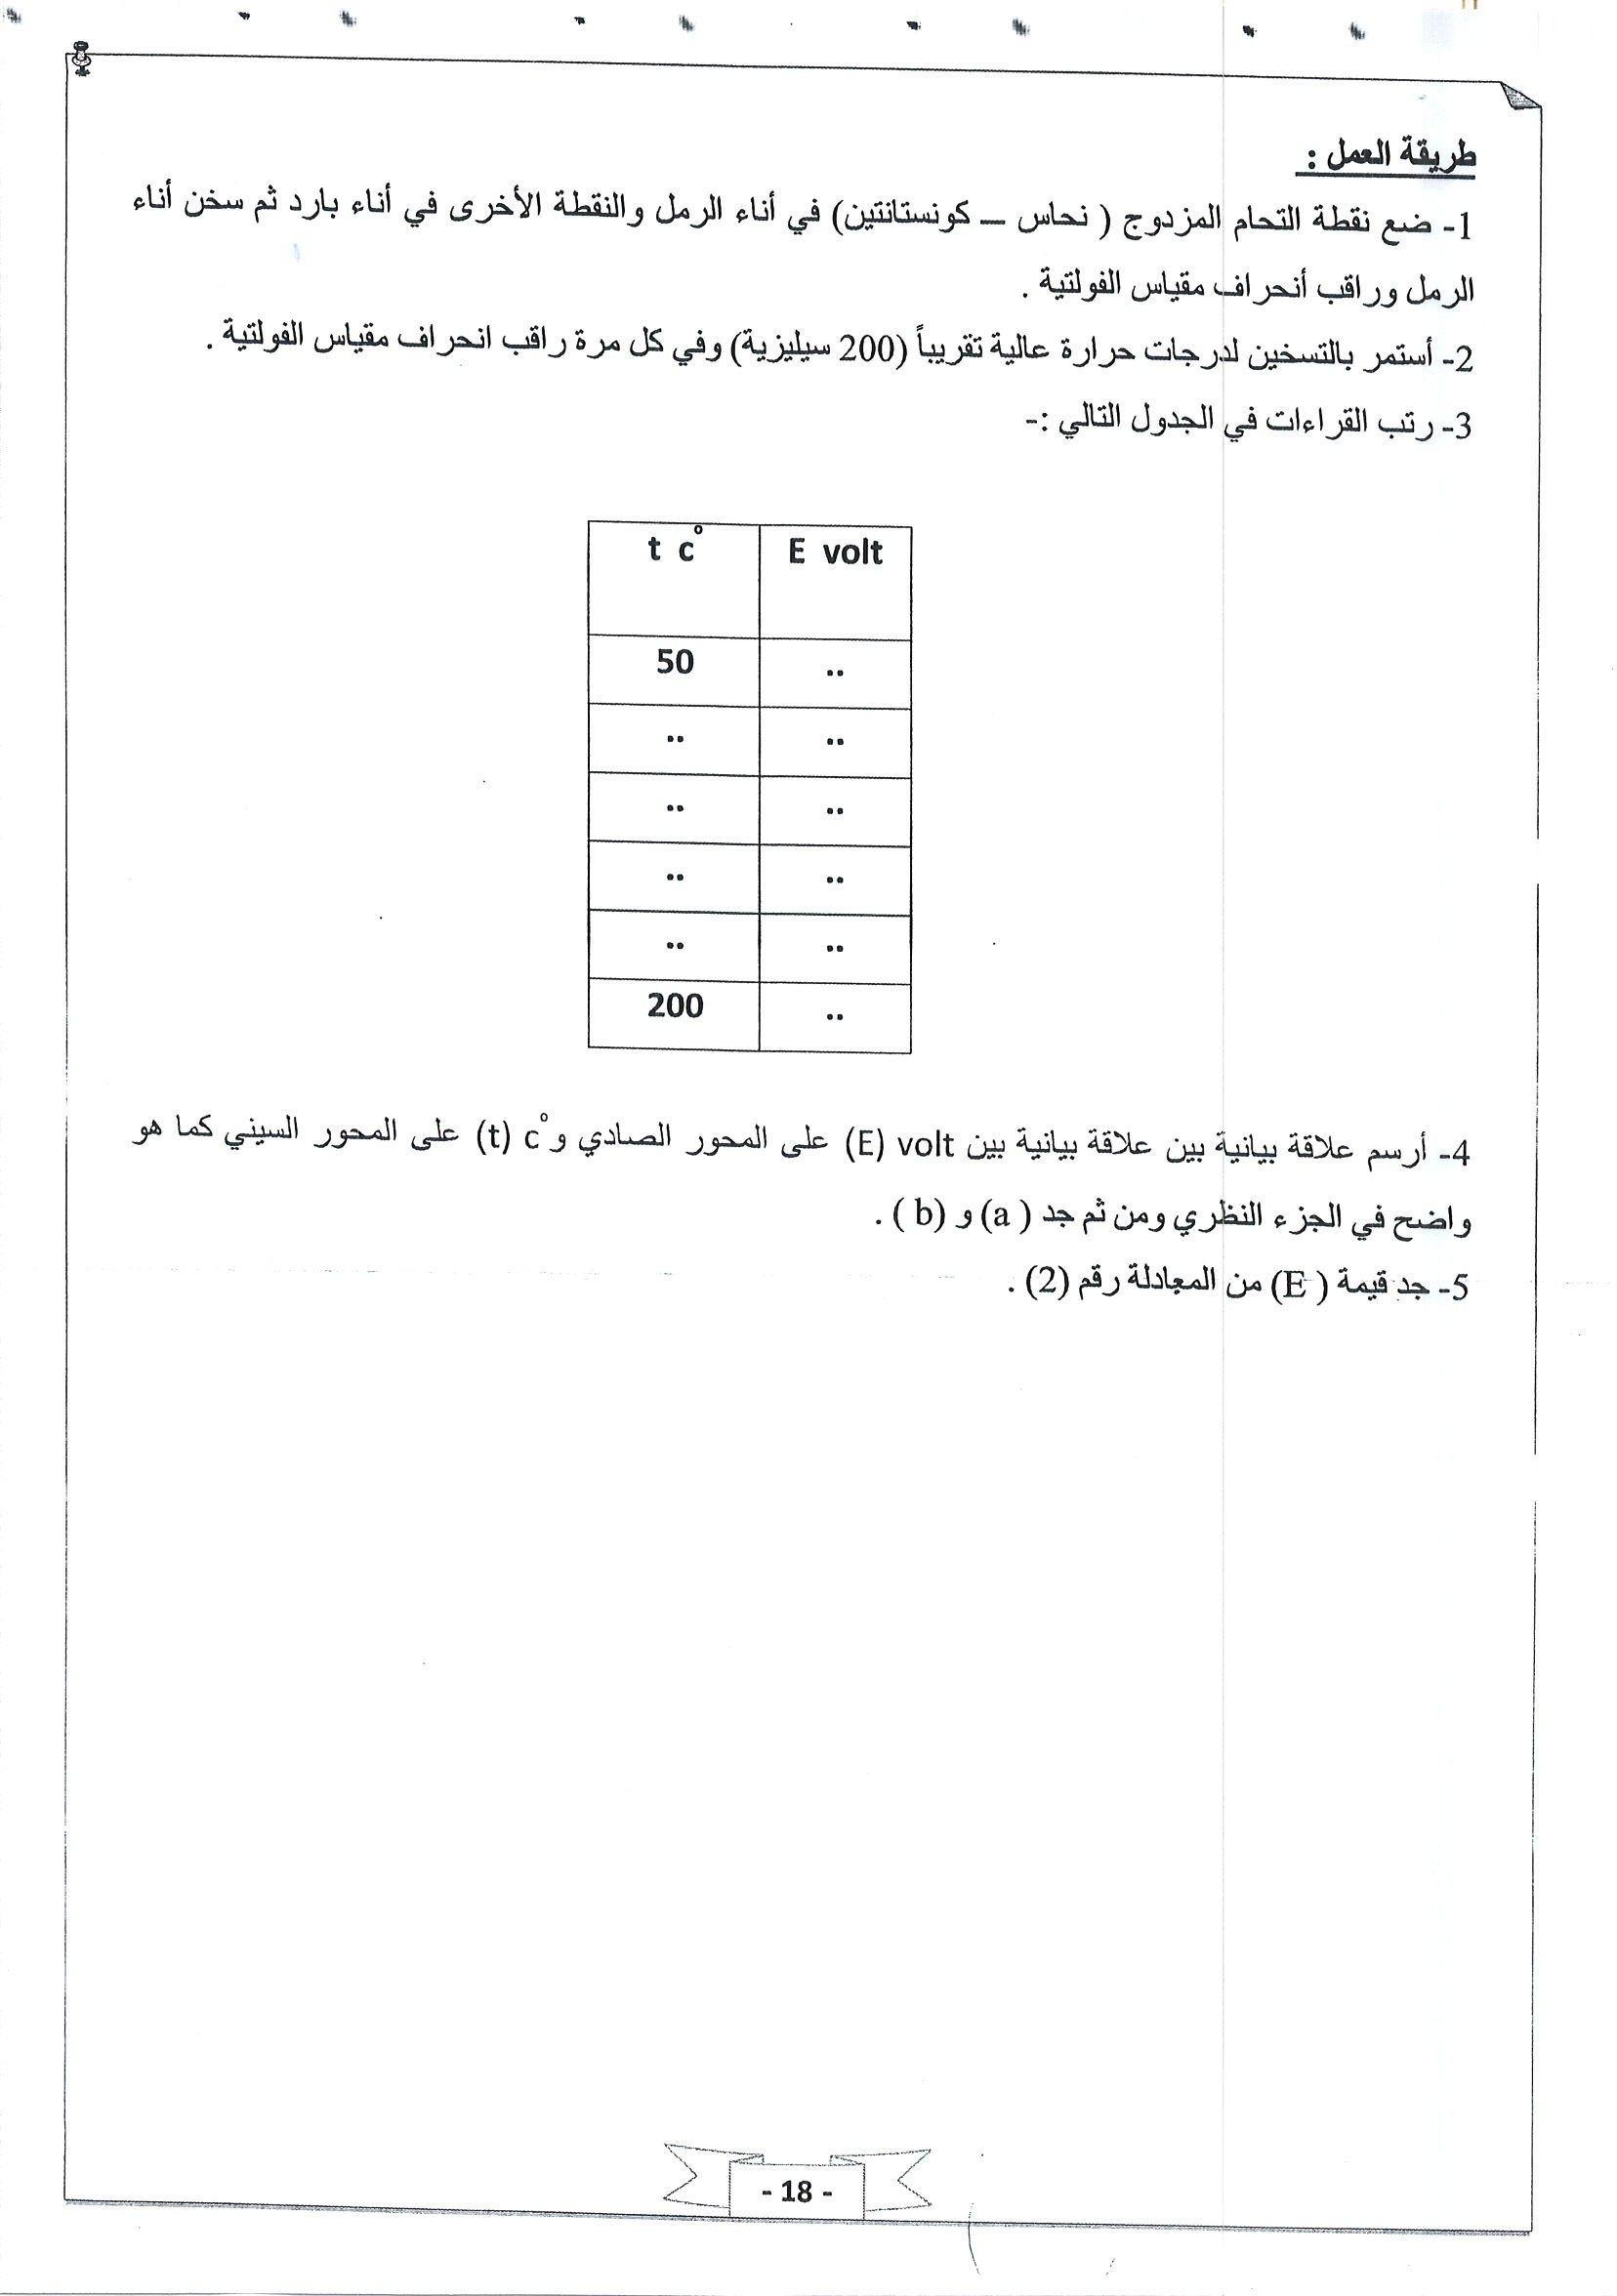 طريقة العمل :
1- ضع نقطة التحام المزدوج ( نحاس – كونستانتين) في أناء الرمل والنقطة الأخرى في أناء بارد ثم سخن أناء
الرمل وراقب أنحراف مقياس الفولتية .
2- أستمر بالتسخين لدرجات حرارة عالية تقريباً (200 سيليزية) وفي كل مرة راقب انحراف مقياس الفولتية .
3- رتب القراءات في الجدول التالي :-
t c° E volt
50 ..
.. ..
.. ..
.. ..
.. ..
200 ..
4- أرسم علاقة بيانية بين علاقة بيانية بين E) volt) على المحور الصادي و t) c°) على المحور السيني كما هو
واضح في الجزء النظري ومن ثم جد ( a) و (b ) .
5- جد قيمة ( E) من المعادلة رقم (2) .
- 18 -